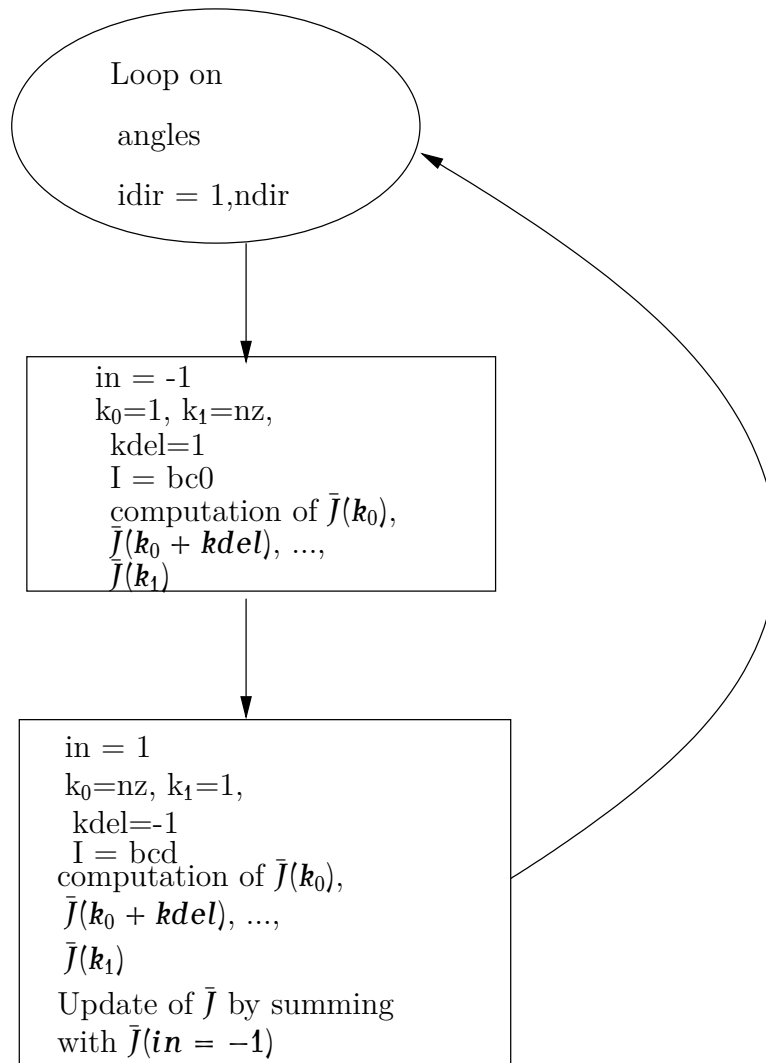 Loop on
angles
idir = 1,ndir
in = -1
k₀=1, k₁=nz,
kdel=1
I = bc0
computation of J̄(k₀),
J̄(k₀ + kdel), ...,
J̄(k₁)
in = 1
k₀=nz, k₁=1,
kdel=-1
I = bcd
computation of J̄(k₀),
J̄(k₀ + kdel), ...,
J̄(k₁)
Update of J̄ by summing
with J̄(in = −1)